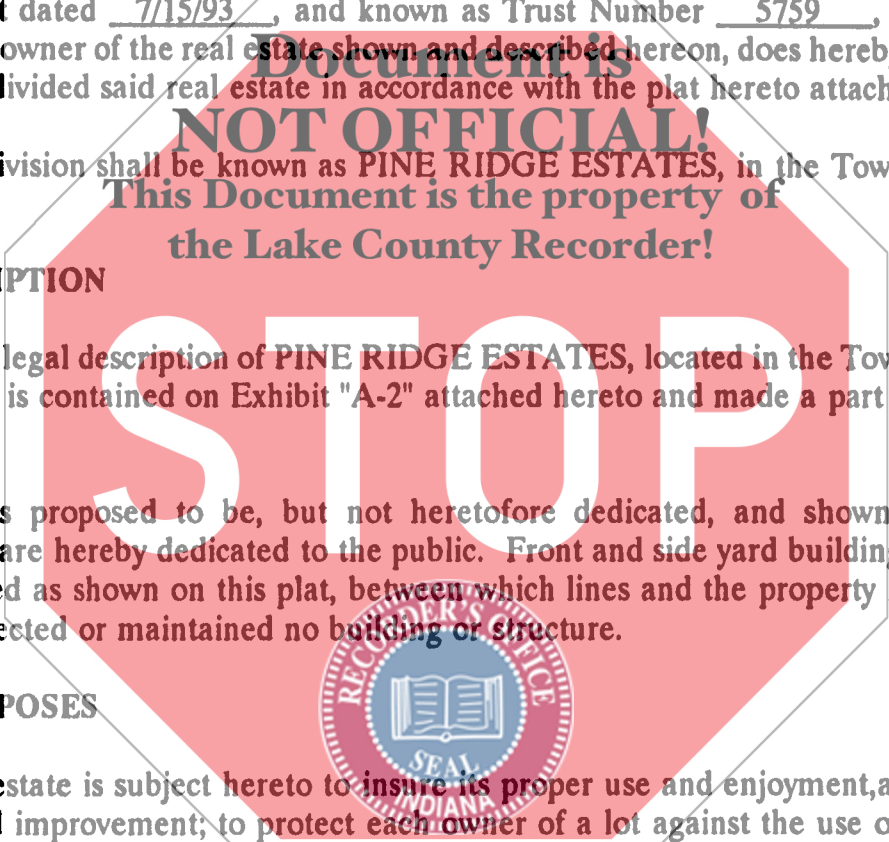 t dated 7/15/93, and known as Trust Number 5759,
owner of the real estate shown and described hereon, does hereb
Document is
ivided said real estate in accordance with the plat hereto attach
NOT OFFICIAL!
ivision shall be known as PINE RIDGE ESTATES, in the Tow
This Document is the property of
the Lake County Recorder!
IPTION
STOP
legal description of PINE RIDGE ESTATES, located in the Tow
is contained on Exhibit "A-2" attached hereto and made a part
s proposed to be, but not heretofore dedicated, and shown
are hereby dedicated to the public. Front and side yard building
ed as shown on this plat, between which lines and the property
ected or maintained no building or structure.
RECORDER'S OFFICE
SEAL
INDIANA
POSES
estate is subject hereto to insure its proper use and enjoyment,a
improvement; to protect each owner of a lot against the use o